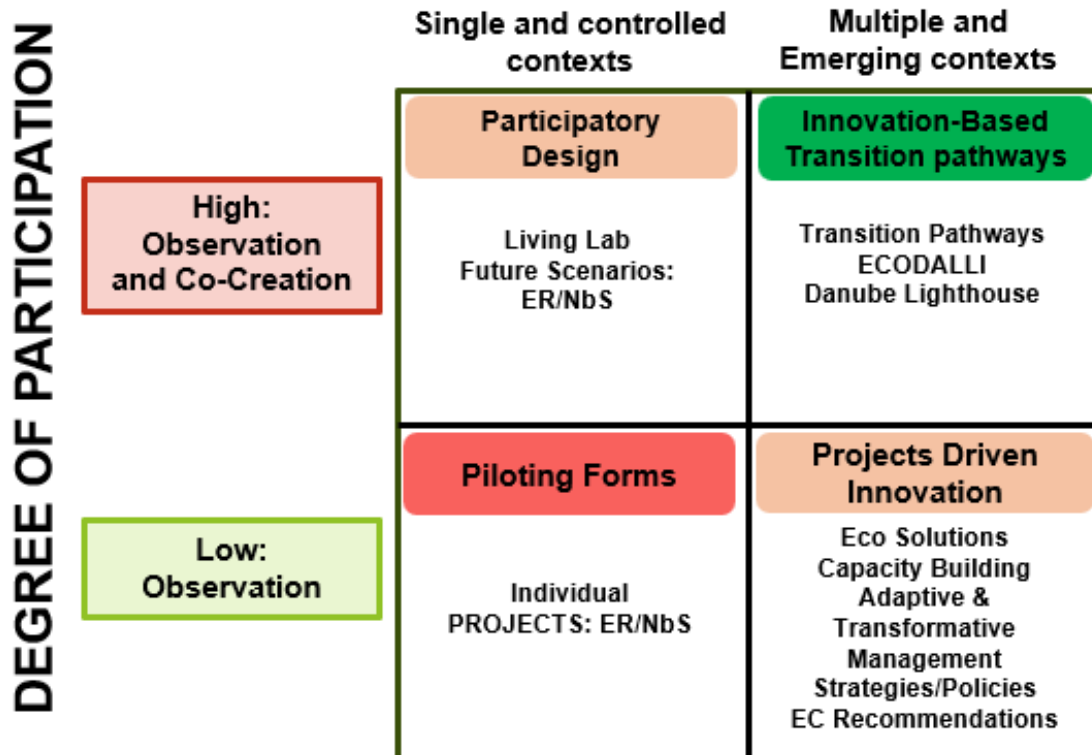 DEGREE OF PARTICIPATION
Single and controlled
contexts
Multiple and
Emerging contexts
High:
Observation
and Co-Creation
Participatory
Design
Living Lab
Future Scenarios:
ER/NbS
Innovation-Based
Transition pathways
Transition Pathways
ECODALLI
Danube Lighthouse
Low:
Observation
Piloting Forms
Individual
PROJECTS: ER/NbS
Projects Driven
Innovation
Eco Solutions
Capacity Building
Adaptive &
Transformative
Management
Strategies/Policies
EC Recommendations